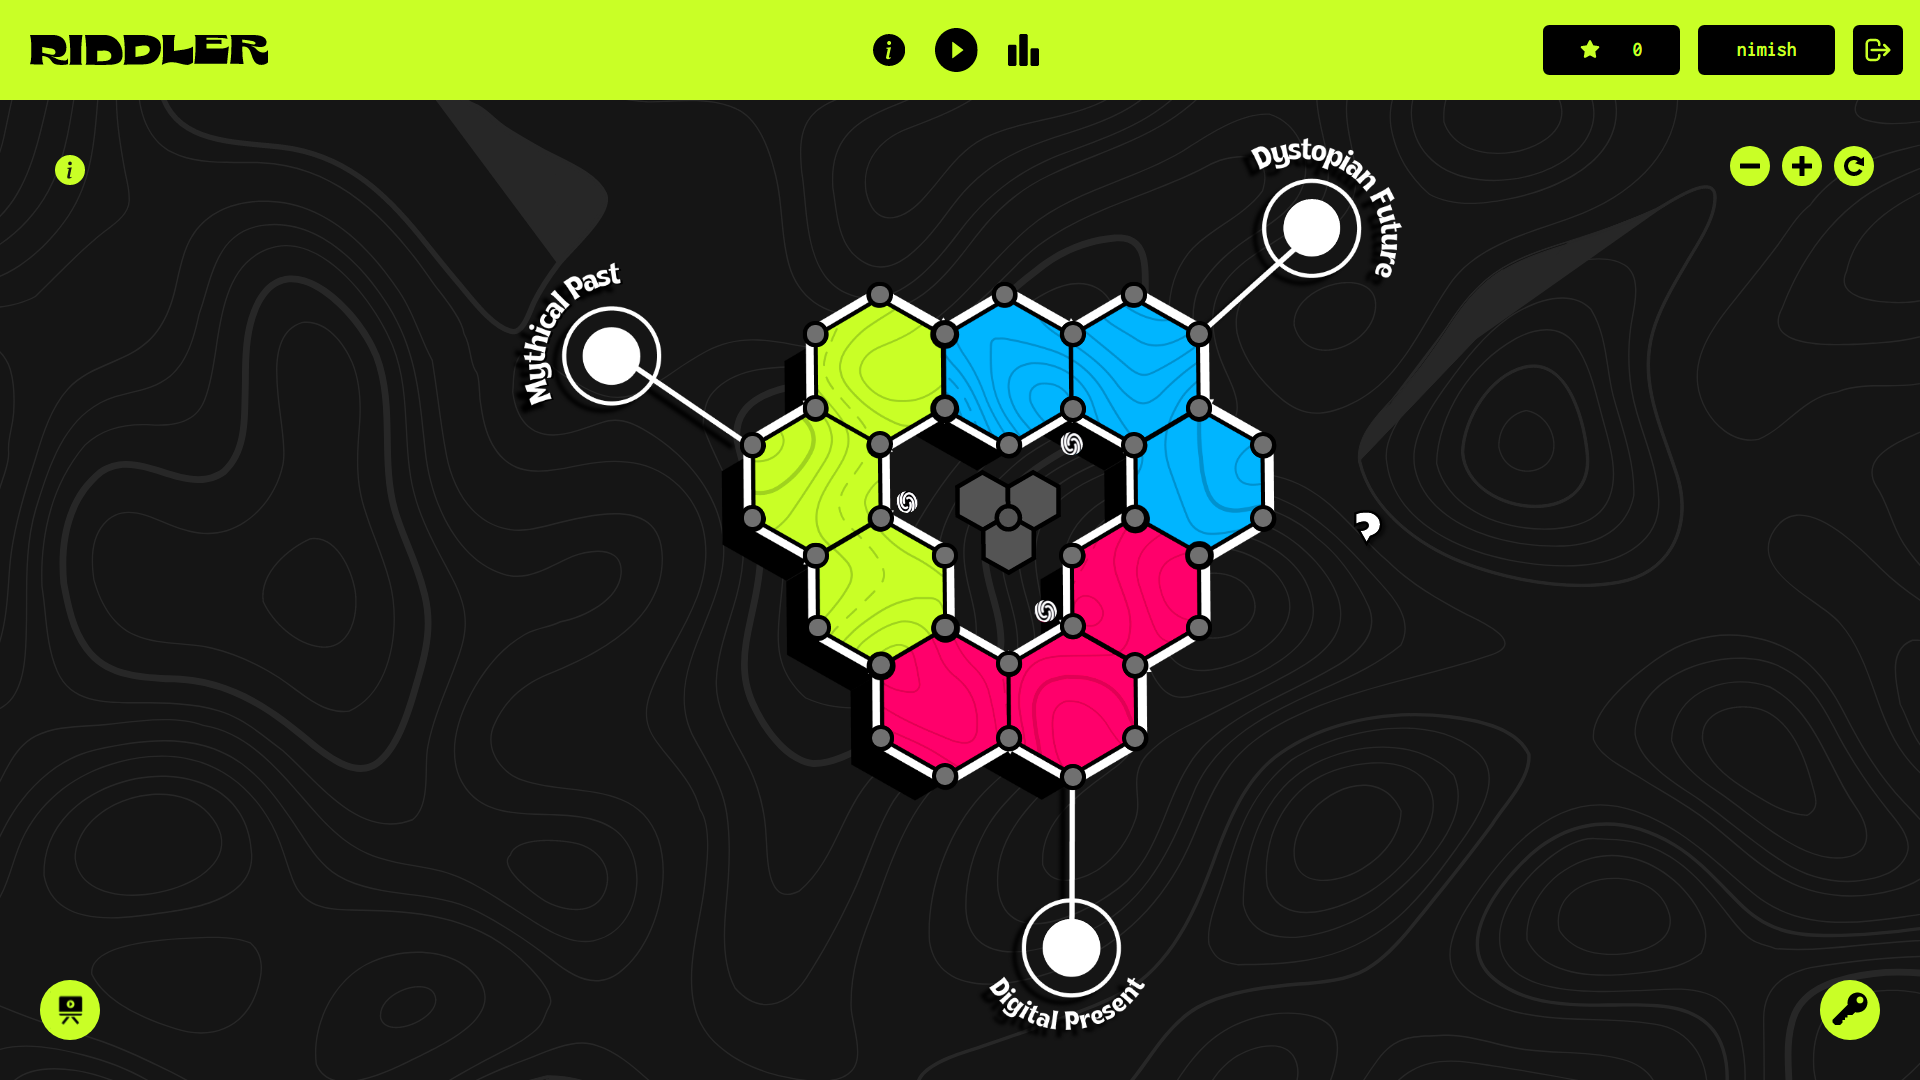 RIDDLER
0
nimish
Dystopian Future
Mythical Past
?
Digital Present